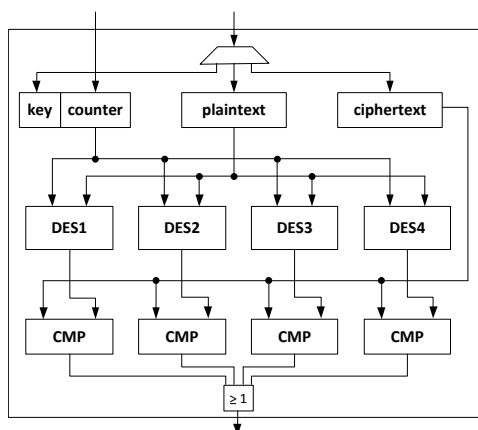 key counter plaintext ciphertext
DES1 DES2 DES3 DES4
CMP CMP CMP CMP
≥ 1